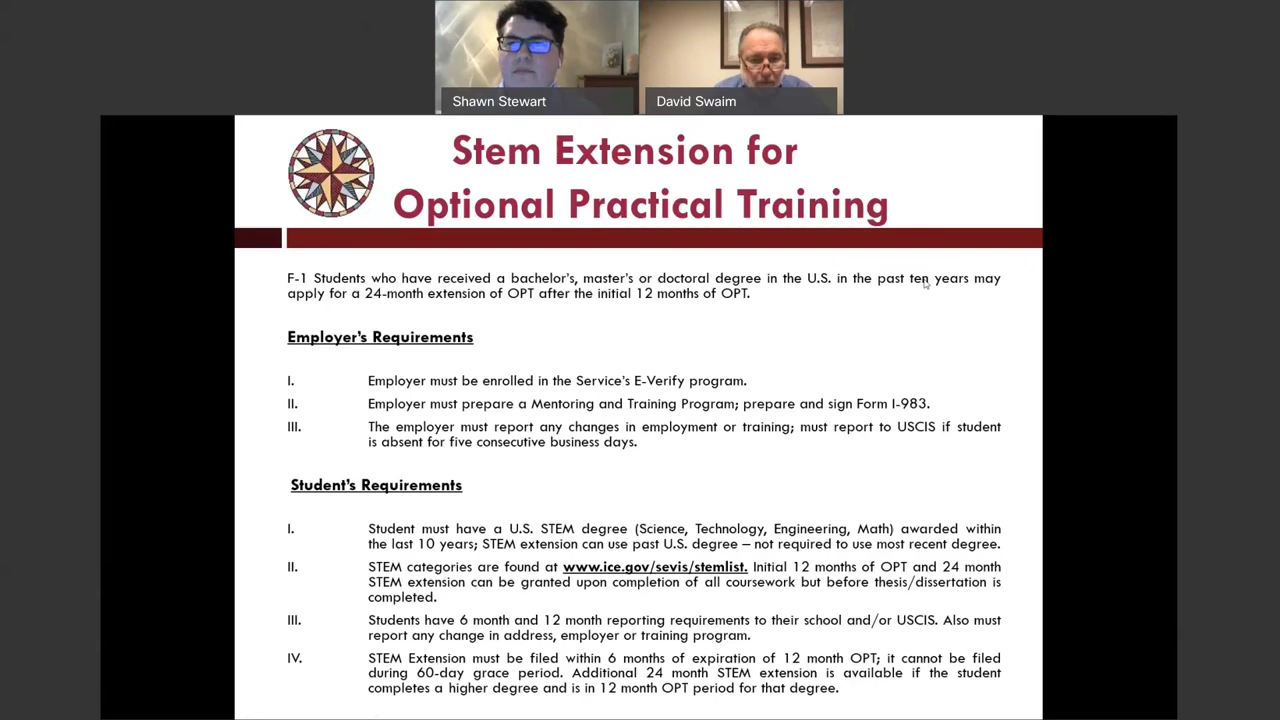 Shawn Stewart
David Swaim
Stem Extension for
Optional Practical Training
F-1 Students who have received a bachelor's, master's or doctoral degree in the U.S. in the past ten years may
apply for a 24-month extension of OPT after the initial 12 months of OPT.
Employer's Requirements
I. Employer must be enrolled in the Service's E-Verify program.
II. Employer must prepare a Mentoring and Training Program; prepare and sign Form I-983.
III. The employer must report any changes in employment or training; must report to USCIS if student
is absent for five consecutive business days.
Student's Requirements
I. Student must have a U.S. STEM degree (Science, Technology, Engineering, Math) awarded within
the last 10 years; STEM extension can use past U.S. degree – not required to use most recent degree.
II. STEM categories are found at www.ice.gov/sevis/stemlist. Initial 12 months of OPT and 24 month
STEM extension can be granted upon completion of all coursework but before thesis/dissertation is
completed.
III. Students have 6 month and 12 month reporting requirements to their school and/or USCIS. Also must
report any change in address, employer or training program.
IV. STEM Extension must be filed within 6 months of expiration of 12 month OPT; it cannot be filed
during 60-day grace period. Additional 24 month STEM extension is available if the student
completes a higher degree and is in 12 month OPT period for that degree.